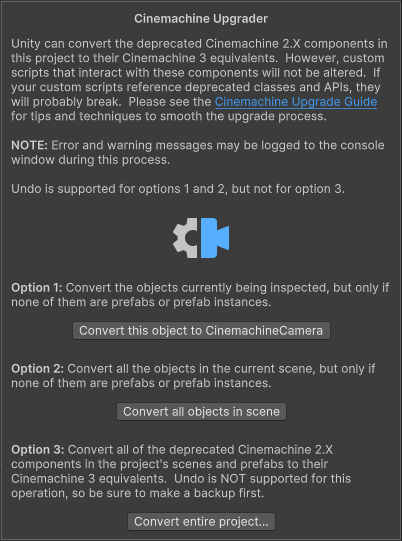 Cinemachine Upgrader
Unity can convert the deprecated Cinemachine 2.X components in
this project to their Cinemachine 3 equivalents.  However, custom
scripts that interact with these components will not be altered.  If
your custom scripts reference deprecated classes and APIs, they
will probably break.  Please see the Cinemachine Upgrade Guide
for tips and techniques to smooth the upgrade process.
NOTE: Error and warning messages may be logged to the console
window during this process.
Undo is supported for options 1 and 2, but not for option 3.
Option 1: Convert the objects currently being inspected, but only if
none of them are prefabs or prefab instances.
Convert this object to CinemachineCamera
Option 2: Convert all the objects in the current scene, but only if
none of them are prefabs or prefab instances.
Convert all objects in scene
Option 3: Convert all of the deprecated Cinemachine 2.X
components in the project's scenes and prefabs to their
Cinemachine 3 equivalents.  Undo is NOT supported for this
operation, so be sure to make a backup first.
Convert entire project...